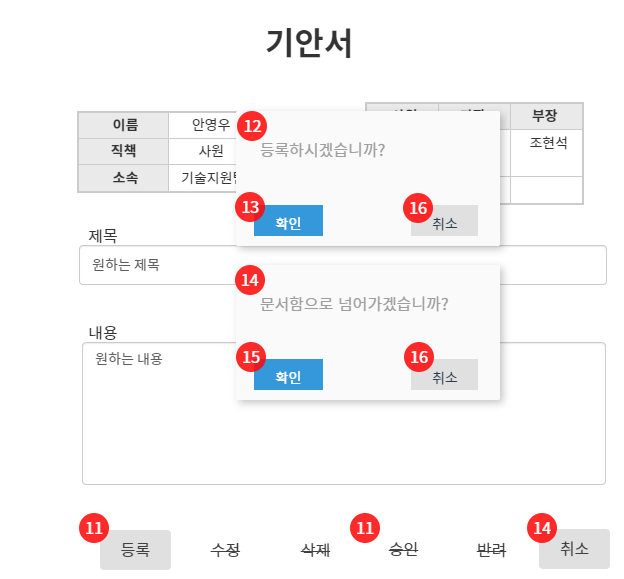 기안서
부장
이름 안영우
12
직책 사원
조현석
등록하시겠습니까?
소속 기술지원
13 확인
16 취소
제목
원하는 제목
14
문서함으로 넘어가겠습니까?
내용
원하는 내용
15 확인
16 취소
11 등록
수정
삭제
11 승인
반려
14 취소